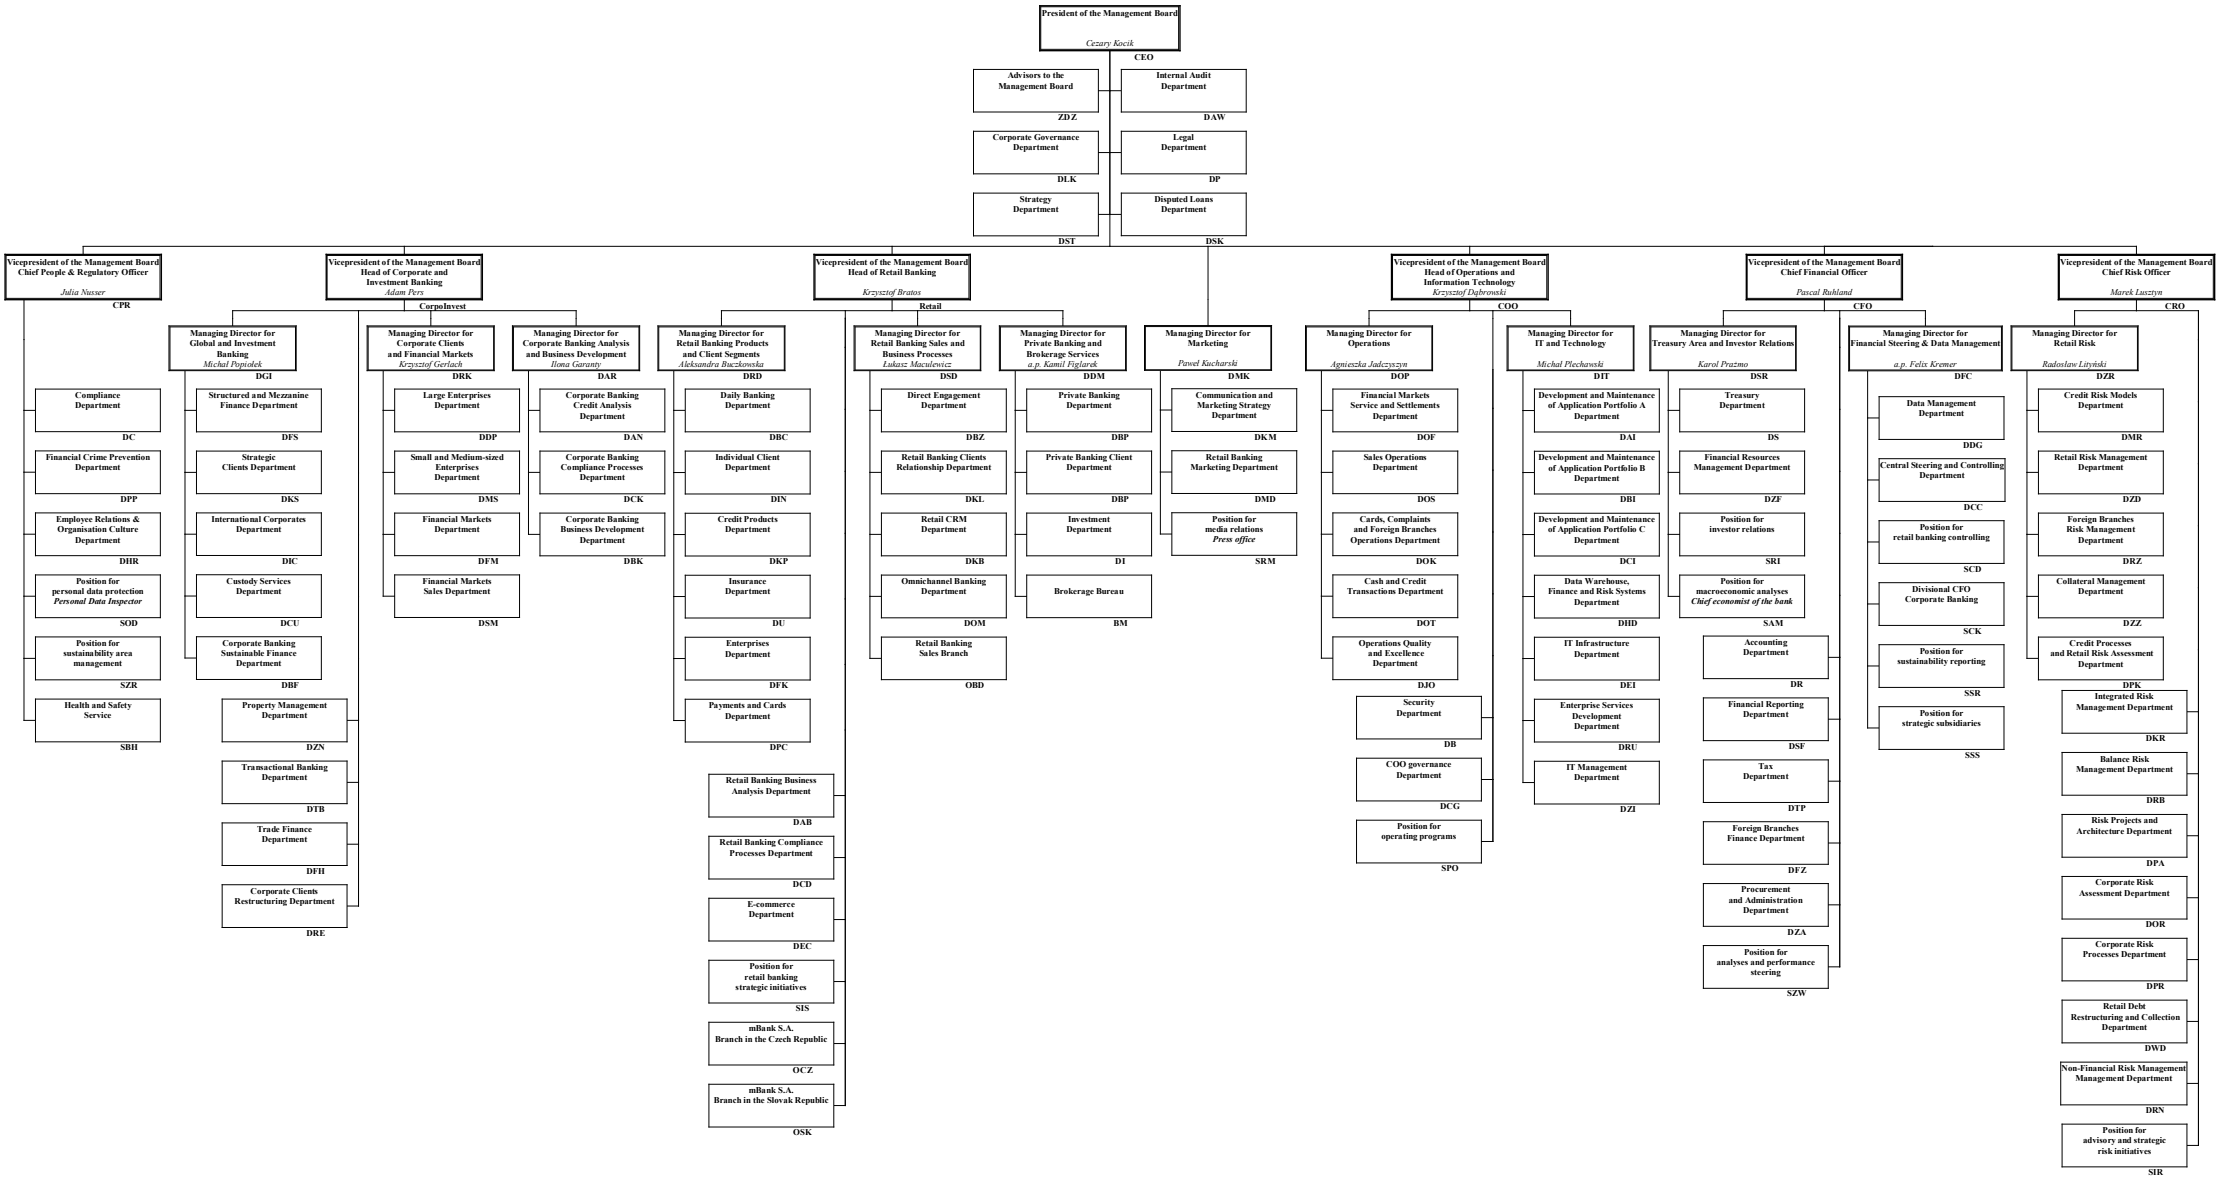 President of the Management Board
Cezary Kocik
CEO
Advisors to the
Management Board
ZDZ
Internal Audit
Department
DAW
Corporate Governance
Department
DLK
Legal
Department
DP
Strategy
Department
DST
Disputed Loans
Department
DSK
Vicepresident of the Management Board
Chief People & Regulatory Officer
Julia Nusser
CPR
Compliance
Department
DC
Financial Crime Prevention
Department
DPP
Employee Relations &
Organisation Culture
Department
DHR
Position for
personal data protection
Personal Data Inspector
SOD
Position for
sustainability area
management
SZR
Health and Safety
Service
SBH
Vicepresident of the Management Board
Head of Corporate and
Investment Banking
Adam Pers
CorpoInvest
Managing Director for
Global and Investment
Banking
Michał Popiołek
DGI
Structured and Mezzanine
Finance Department
DFS
Strategic
Clients Department
DKS
International Corporates
Department
DIC
Custody Services
Department
DCU
Corporate Banking
Sustainable Finance
Department
DBF
Property Management
Department
DZN
Transactional Banking
Department
DTB
Trade Finance
Department
DFH
Corporate Clients
Restructuring Department
DRE
Managing Director for
Corporate Clients
and Financial Markets
Krzysztof Gerlach
DRK
Large Enterprises
Department
DDP
Small and Medium-sized
Enterprises
Department
DMS
Financial Markets
Department
DFM
Financial Markets
Sales Department
DSM
Managing Director for
Corporate Banking Analysis
and Business Development
Ilona Garanty
DAR
Corporate Banking
Credit Analysis
Department
DAN
Corporate Banking
Compliance Processes
Department
DCK
Corporate Banking
Business Development
Department
DBK
Vicepresident of the Management Board
Head of Retail Banking
Krzysztof Bratos
Retail
Managing Director for
Retail Banking Products
and Client Segments
Aleksandra Buczkowska
DRD
Daily Banking
Department
DBC
Individual Client
Department
DIN
Credit Products
Department
DKP
Insurance
Department
DU
Enterprises
Department
DFK
Payments and Cards
Department
DPC
Retail Banking Business
Analysis Department
DAB
Retail Banking Compliance
Processes Department
DCD
E-commerce
Department
DEC
Position for
retail banking
strategic initiatives
SIS
mBank S.A.
Branch in the Czech Republic
OCZ
mBank S.A.
Branch in the Slovak Republic
OSK
Managing Director for
Retail Banking Sales and
Business Processes
Łukasz Maculewicz
DSD
Direct Engagement
Department
DBZ
Retail Banking Clients
Relationship Department
DKL
Retail CRM
Department
DKB
Omnichannel Banking
Department
DOM
Retail Banking
Sales Branch
OBD
Managing Director for
Private Banking and
Brokerage Services
a.p. Kamil Figlarek
DDM
Private Banking
Department
DBP
Private Banking Client
Department
DBP
Investment
Department
DI
Brokerage Bureau
BM
Managing Director for
Marketing
Paweł Kucharski
DMK
Communication and
Marketing Strategy
Department
DKM
Retail Banking
Marketing Department
DMD
Position for
media relations
Press office
SRM
Vicepresident of the Management Board
Head of Operations and
Information Technology
Krzysztof Dąbrowski
COO
Managing Director for
Operations
Agnieszka Jadczyszyn
DOP
Financial Markets
Service and Settlements
Department
DOF
Sales Operations
Department
DOS
Cards, Complaints
and Foreign Branches
Operations Department
DOK
Cash and Credit
Transactions Department
DOT
Operations Quality
and Excellence
Department
DJO
Security
Department
DB
COO governance
Department
DCG
Position for
operating programs
SPO
Managing Director for
IT and Technology
Michał Plechawski
DIT
Development and Maintenance
of Application Portfolio A
Department
DAI
Development and Maintenance
of Application Portfolio B
Department
DBI
Development and Maintenance
of Application Portfolio C
Department
DCI
Data Warehouse,
Finance and Risk Systems
Department
DHD
IT Infrastructure
Department
DEI
Enterprise Services
Development
Department
DRU
IT Management
Department
DZI
Vicepresident of the Management Board
Chief Financial Officer
Pascal Ruhland
CFO
Managing Director for
Treasury Area and Investor Relations
Karol Prażmo
DSR
Treasury
Department
DS
Financial Resources
Management Department
DZF
Position for
investor relations
SRI
Position for
macroeconomic analyses
Chief economist of the bank
SAM
Accounting
Department
DR
Financial Reporting
Department
DSF
Tax
Department
DTP
Foreign Branches
Finance Department
DFZ
Procurement
and Administration
Department
DZA
Position for
analyses and performance
steering
SZW
Managing Director for
Financial Steering & Data Management
a.p. Felix Kremer
DFC
Data Management
Department
DDG
Central Steering and Controlling
Department
DCC
Position for
retail banking controlling
SCD
Divisional CFO
Corporate Banking
SCK
Position for
sustainability reporting
SSR
Position for
strategic subsidiaries
SSS
Vicepresident of the Management Board
Chief Risk Officer
Marek Lusztyn
CRO
Managing Director for
Retail Risk
Radosław Lityński
DZR
Credit Risk Models
Department
DMR
Retail Risk Management
Department
DZD
Foreign Branches
Risk Management
Department
DRZ
Collateral Management
Department
DZZ
Credit Processes
and Retail Risk Assessment
Department
DPK
Integrated Risk
Management Department
DKR
Balance Risk
Management Department
DRB
Risk Projects and
Architecture Department
DPA
Corporate Risk
Assessment Department
DOR
Corporate Risk
Processes Department
DPR
Retail Debt
Restructuring and Collection
Department
DWD
Non-Financial Risk Management
Management Department
DRN
Position for
advisory and strategic
risk initiatives
SIR